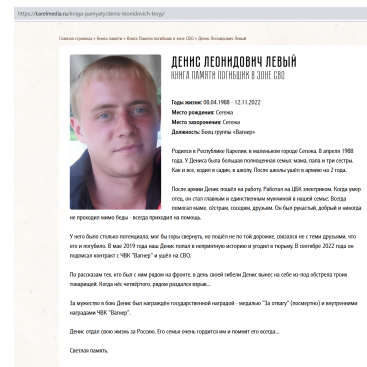 https://karelmedia.ru/kniga-pamyaty/denis-leonidovich-levyj/
Главная страница » Книга памяти » Книга Памяти погибших в зоне СВО » Денис Леонидович Левый
ДЕНИС ЛЕОНИДОВИЧ ЛЕВЫЙ
КНИГА ПАМЯТИ ПОГИБШИХ В ЗОНЕ СВО
Годы жизни: 08.04.1988 - 12.11.2022
Место рождения: Сегежа
Место захоронения: Сегежа
Должность: Боец группы «Вагнер»
Родился в Республике Карелия, в маленьком городе Сегежа, 8 апреля 1988
года. У Дениса была большая полноценная семья: мама, папа и три сестры.
Как и все, ходил в садик, в школу. После школы ушёл в армию на 2 года.
После армии Денис пошёл на работу. Работал на ЦБК электриком. Когда умер
отец, он стал главным и единственным мужчиной в нашей семье. Всегда
помогал маме, сёстрам, соседям, друзьям. Он был рукастый, добрый и никогда
не проходил мимо беды - всегда приходил на помощь.
У него было столько потенциала, мог бы горы свернуть, но пошёл не по той дорожке, связался не с теми друзьями, что
его и погубило. В мае 2019 года наш Денис попал в неприятную историю и угодил в тюрьму. В сентябре 2022 года он
подписал контракт с ЧВК "Вагнер" и ушёл на СВО.
По рассказам тех, кто был с ним рядом на фронте, в день своей гибели Денис вынес на себе из-под обстрела троих
товарищей. Когда нёс четвёртого, рядом раздался взрыв...
За мужество в бою Денис был награждён государственной наградой - медалью "За отвагу" (посмертно) и внутренними
наградами ЧВК "Вагнер".
Денис отдал свою жизнь за Россию. Его семья очень гордится им и помнит его всегда...
Светлая память.